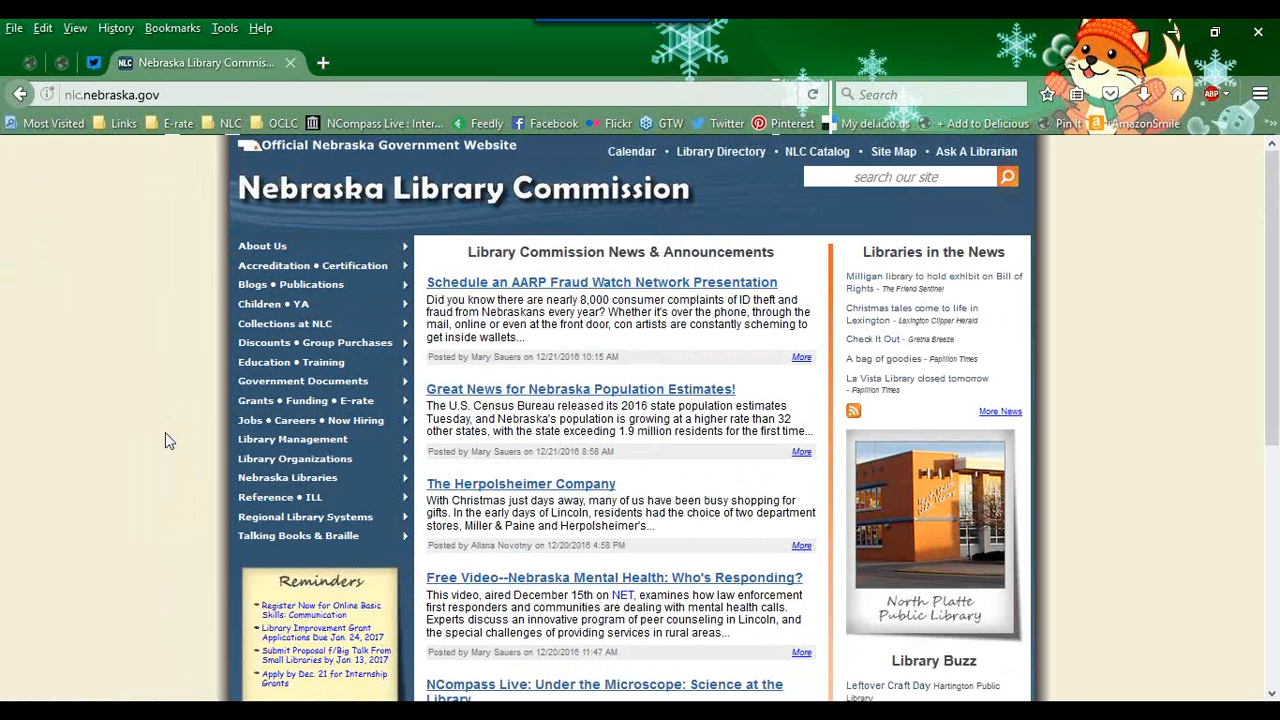 File Edit View History Bookmarks Tools Help
NLC Nebraska Library Commis...
nlc.nebraska.gov
Search
ABP
Most Visited Links E-rate NLC OCLC NCompass Live : Inter... Feedly Facebook Flickr GTW Twitter Pinterest My del.icio.us + Add to Delicious Pin It AmazonSmile
Official Nebraska Government Website
Calendar • Library Directory • NLC Catalog • Site Map • Ask A Librarian
Nebraska Library Commission
search our site
About Us
Accreditation • Certification
Blogs • Publications
Children • YA
Collections at NLC
Discounts • Group Purchases
Education • Training
Government Documents
Grants • Funding • E-rate
Jobs • Careers • Now Hiring
Library Management
Library Organizations
Nebraska Libraries
Reference • ILL
Regional Library Systems
Talking Books & Braille
Reminders
Register Now for Online Basic
Skills: Communication
Library Improvement Grant
Applications Due Jan. 24, 2017
Submit Proposal f/Big Talk From
Small Libraries by Jan. 13, 2017
Apply by Dec. 21 for Internship
Grants
Library Commission News & Announcements
Schedule an AARP Fraud Watch Network Presentation
Did you know there are nearly 8,000 consumer complaints of ID theft and
fraud from Nebraskans every year? Whether it's over the phone, through the
mail, online or even at the front door, con artists are constantly scheming to
get inside wallets...
Posted by Mary Sauers on 12/21/2016 10:15 AM More
Great News for Nebraska Population Estimates!
The U.S. Census Bureau released its 2016 state population estimates
Tuesday, and Nebraska's population is growing at a higher rate than 32
other states, with the state exceeding 1.9 million residents for the first time...
Posted by Mary Sauers on 12/21/2016 8:58 AM More
The Herpolsheimer Company
With Christmas just days away, many of us have been busy shopping for
gifts. In the early days of Lincoln, residents had the choice of two department
stores, Miller & Paine and Herpolsheimer's...
Posted by Allana Novotny on 12/20/2016 4:58 PM More
Free Video--Nebraska Mental Health: Who's Responding?
This video, aired December 15th on NET, examines how law enforcement
first responders and communities are dealing with mental health calls.
Experts discuss an innovative program of peer counseling in Lincoln, and
the special challenges of providing services in rural areas...
Posted by Mary Sauers on 12/20/2016 11:47 AM More
NCompass Live: Under the Microscope: Science at the
Library
Libraries in the News
Milligan library to hold exhibit on Bill of
Rights - The Friend Sentinel
Christmas tales come to life in
Lexington - Lexington Clipper Herald
Check It Out - Gretna Breeze
A bag of goodies - Papillion Times
La Vista Library closed tomorrow
- Papillion Times
More News
North Platte
Public Library
Library Buzz
Leftover Craft Day Hartington Public
Library